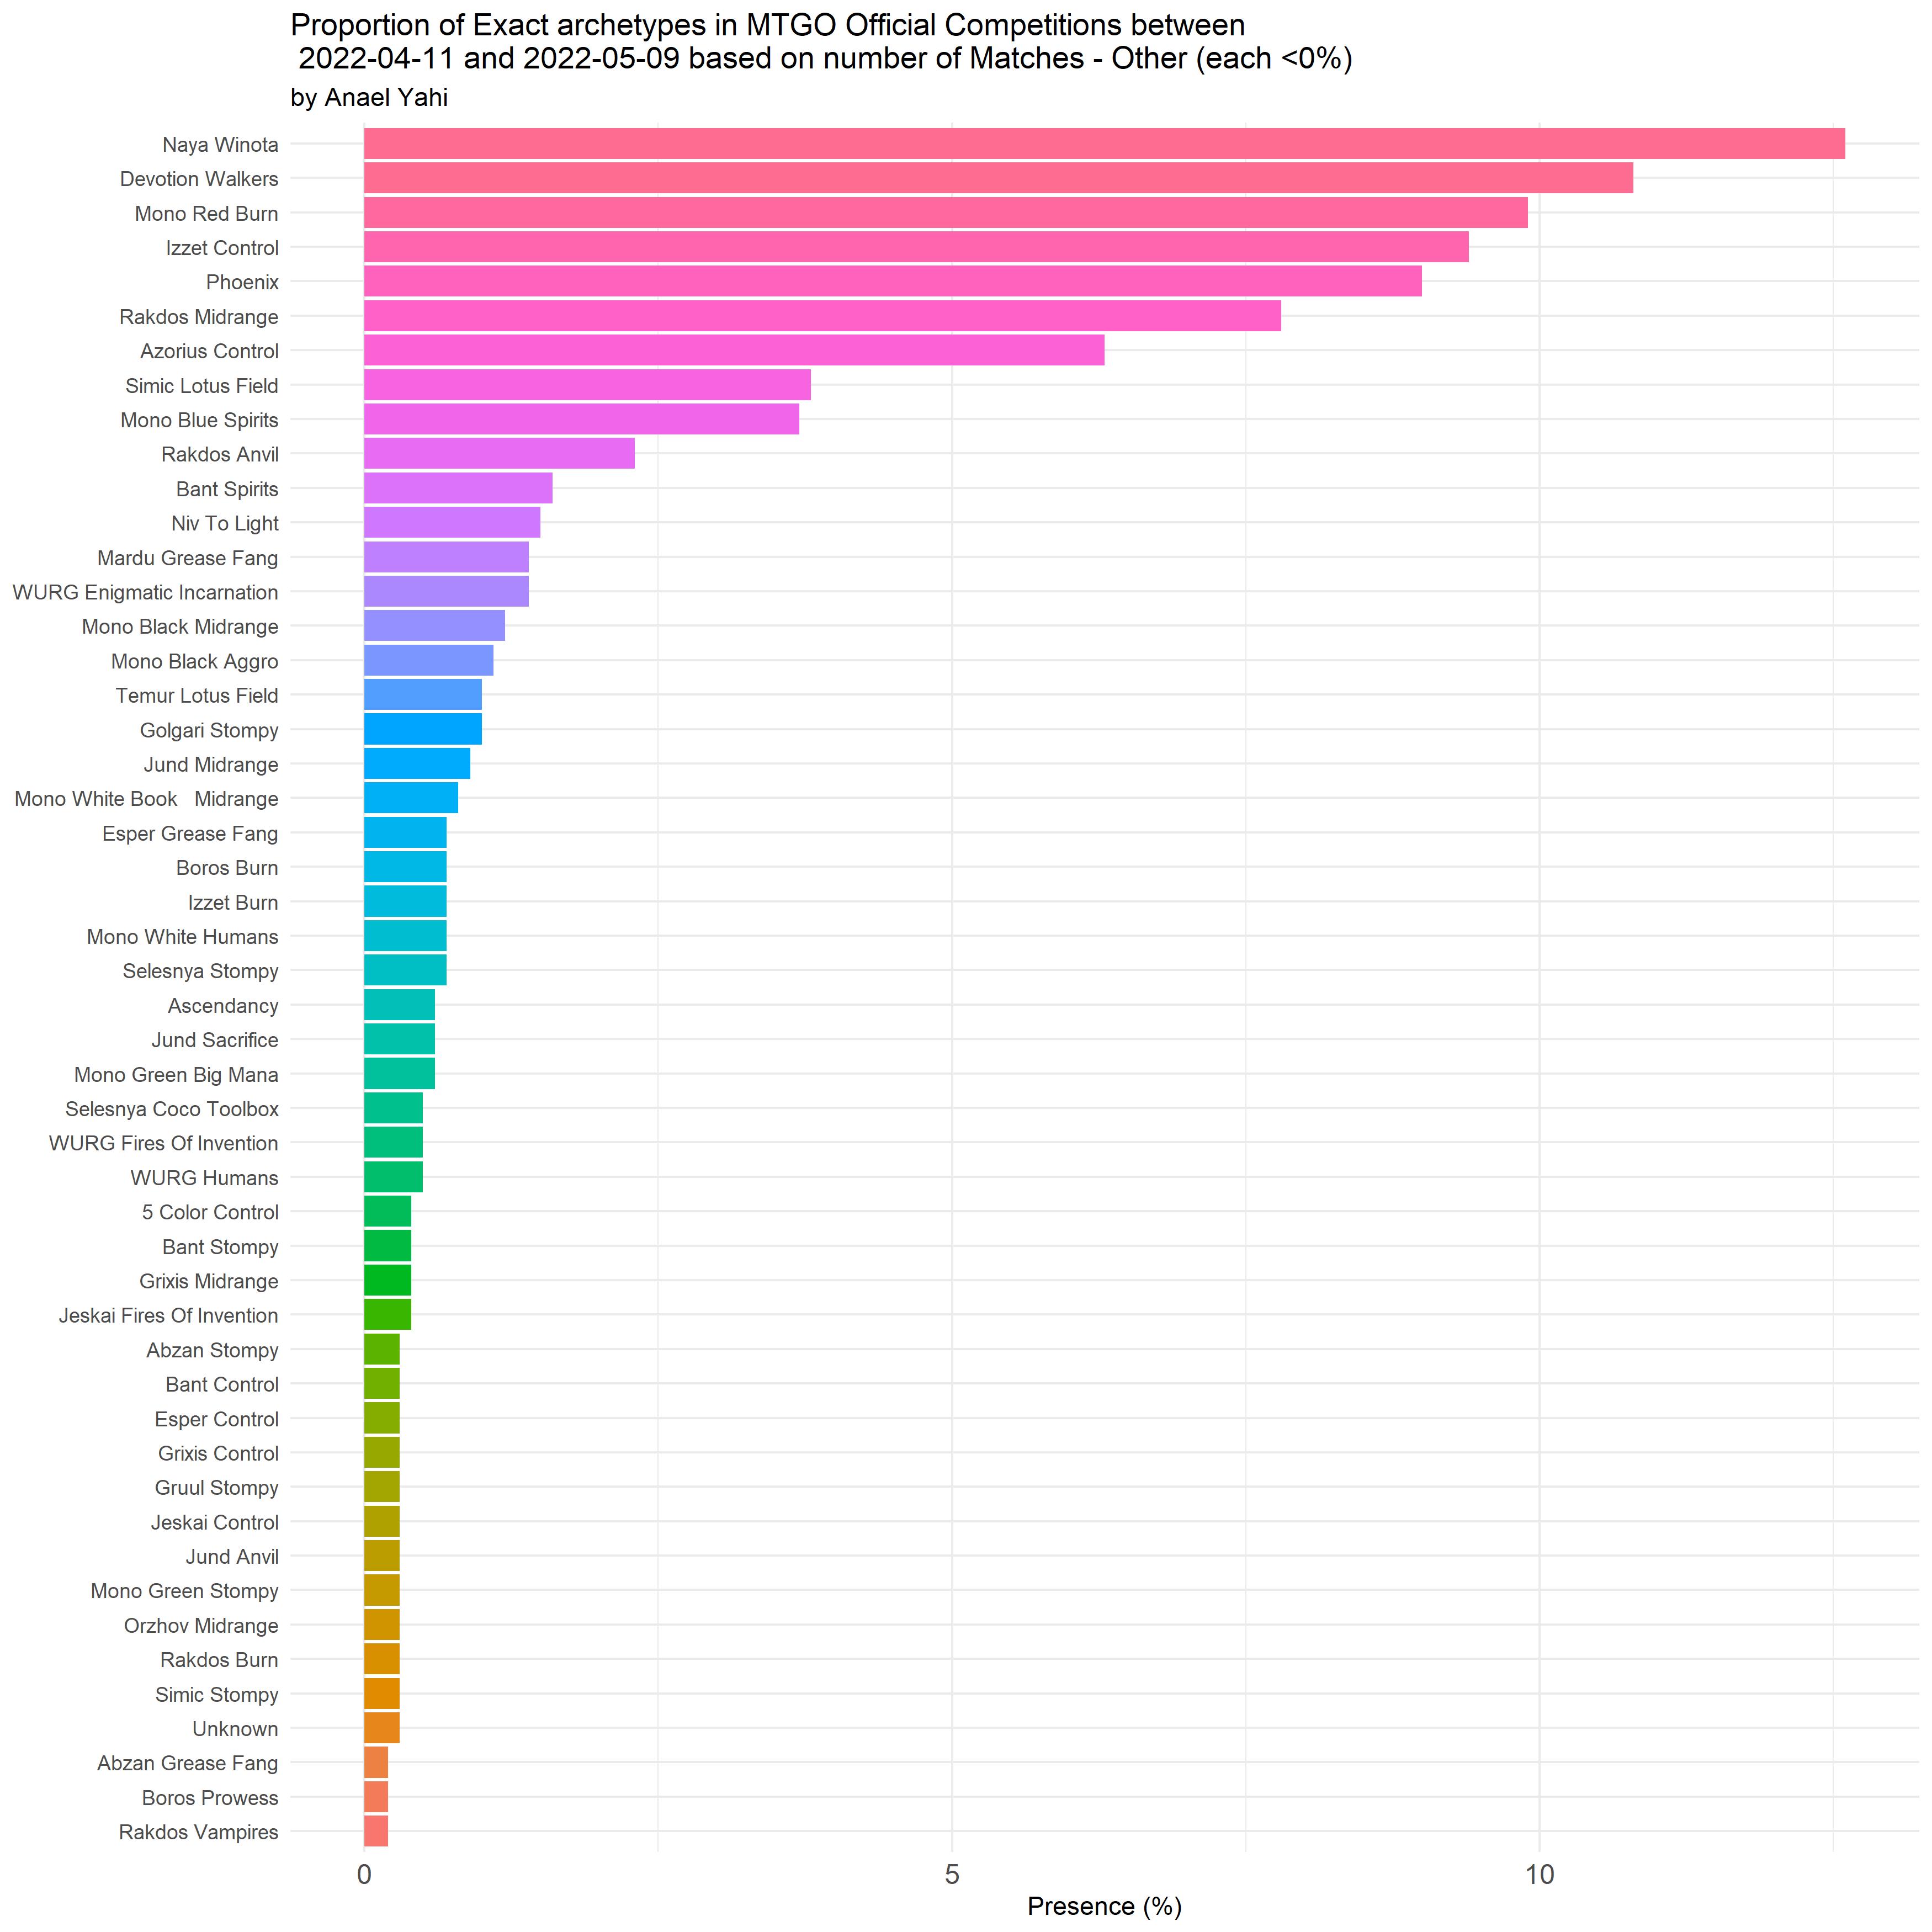 Proportion of Exact archetypes in MTGO Official Competitions between
2022-04-11 and 2022-05-09 based on number of Matches - Other (each <0%)
by Anael Yahi
Naya Winota
Devotion Walkers
Mono Red Burn
Izzet Control
Phoenix
Rakdos Midrange
Azorius Control
Simic Lotus Field
Mono Blue Spirits
Rakdos Anvil
Bant Spirits
Niv To Light
Mardu Grease Fang
WURG Enigmatic Incarnation
Mono Black Midrange
Mono Black Aggro
Temur Lotus Field
Golgari Stompy
Jund Midrange
Mono White Book   Midrange
Esper Grease Fang
Boros Burn
Izzet Burn
Mono White Humans
Selesnya Stompy
Ascendancy
Jund Sacrifice
Mono Green Big Mana
Selesnya Coco Toolbox
WURG Fires Of Invention
WURG Humans
5 Color Control
Bant Stompy
Grixis Midrange
Jeskai Fires Of Invention
Abzan Stompy
Bant Control
Esper Control
Grixis Control
Gruul Stompy
Jeskai Control
Jund Anvil
Mono Green Stompy
Orzhov Midrange
Rakdos Burn
Simic Stompy
Unknown
Abzan Grease Fang
Boros Prowess
Rakdos Vampires
0 5 10
Presence (%)